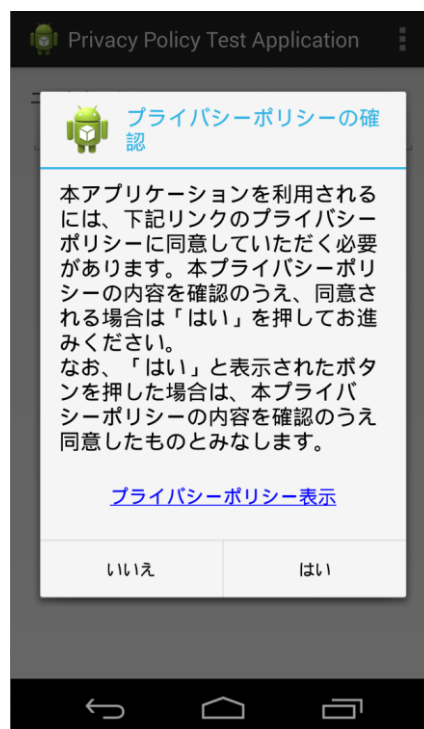 Privacy Policy Test Application
プライバシーポリシーの確
認
本アプリケーションを利用される
には、下記リンクのプライバシー
ポリシーに同意していただく必要
があります。本プライバシーポリ
シーの内容を確認のうえ、同意さ
れる場合は「はい」を押してお進
みください。
なお、「はい」と表示されたボタ
ンを押した場合は、本プライバ
シーポリシーの内容を確認のうえ
同意したものとみなします。
プライバシーポリシー表示
いいえ
はい